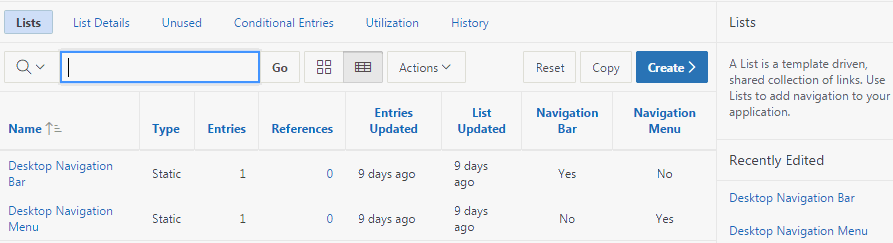 Lists List Details Unused Conditional Entries Utilization History
Go Actions Reset Copy Create
Name Type Entries References Entries Updated List Updated Navigation Bar Navigation Menu
Desktop Navigation Bar Static 1 0 9 days ago 9 days ago Yes No
Desktop Navigation Menu Static 1 0 9 days ago 9 days ago No Yes
Lists
A List is a template driven,
shared collection of links. Use
Lists to add navigation to your
application.
Recently Edited
Desktop Navigation Bar
Desktop Navigation Menu